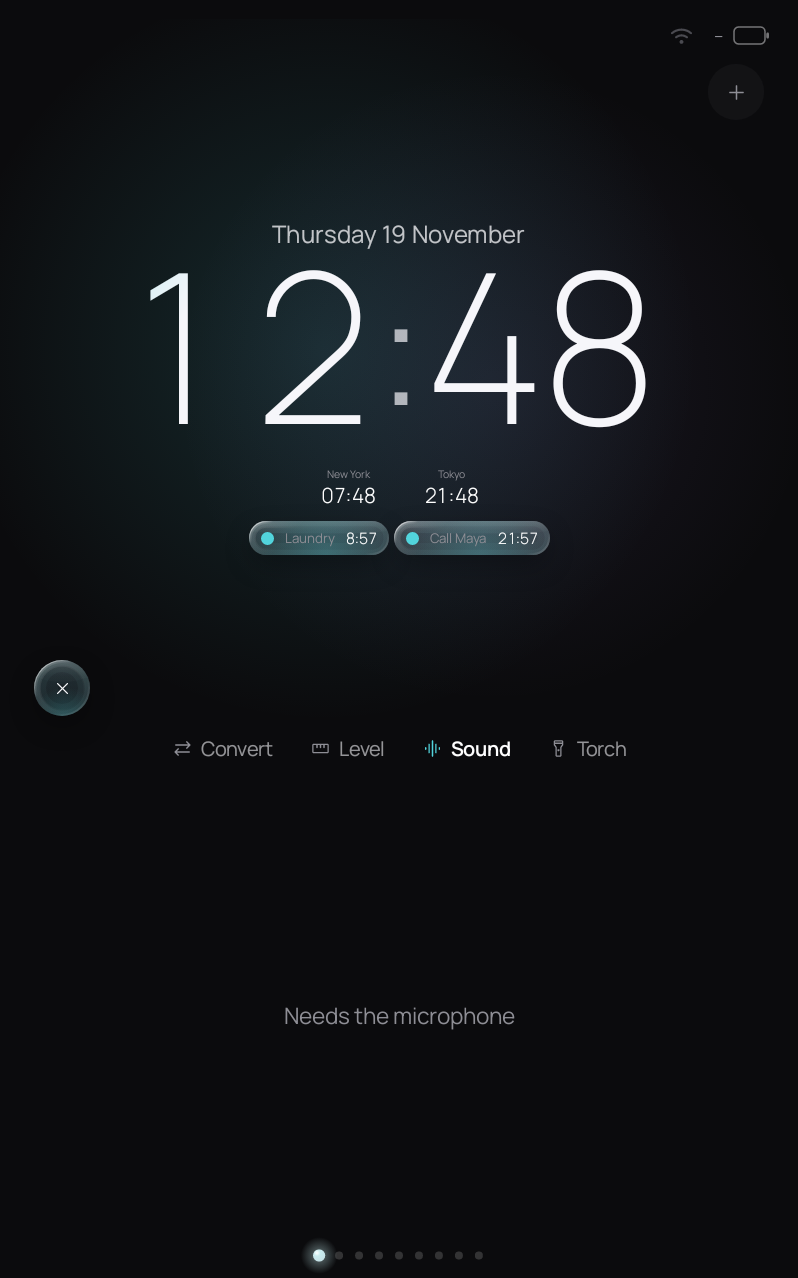 Thursday 19 November
12:48
New York Tokyo
07:48 21:48
Laundry 8:57 Call Maya 21:57
Convert Level Sound Torch
Needs the microphone